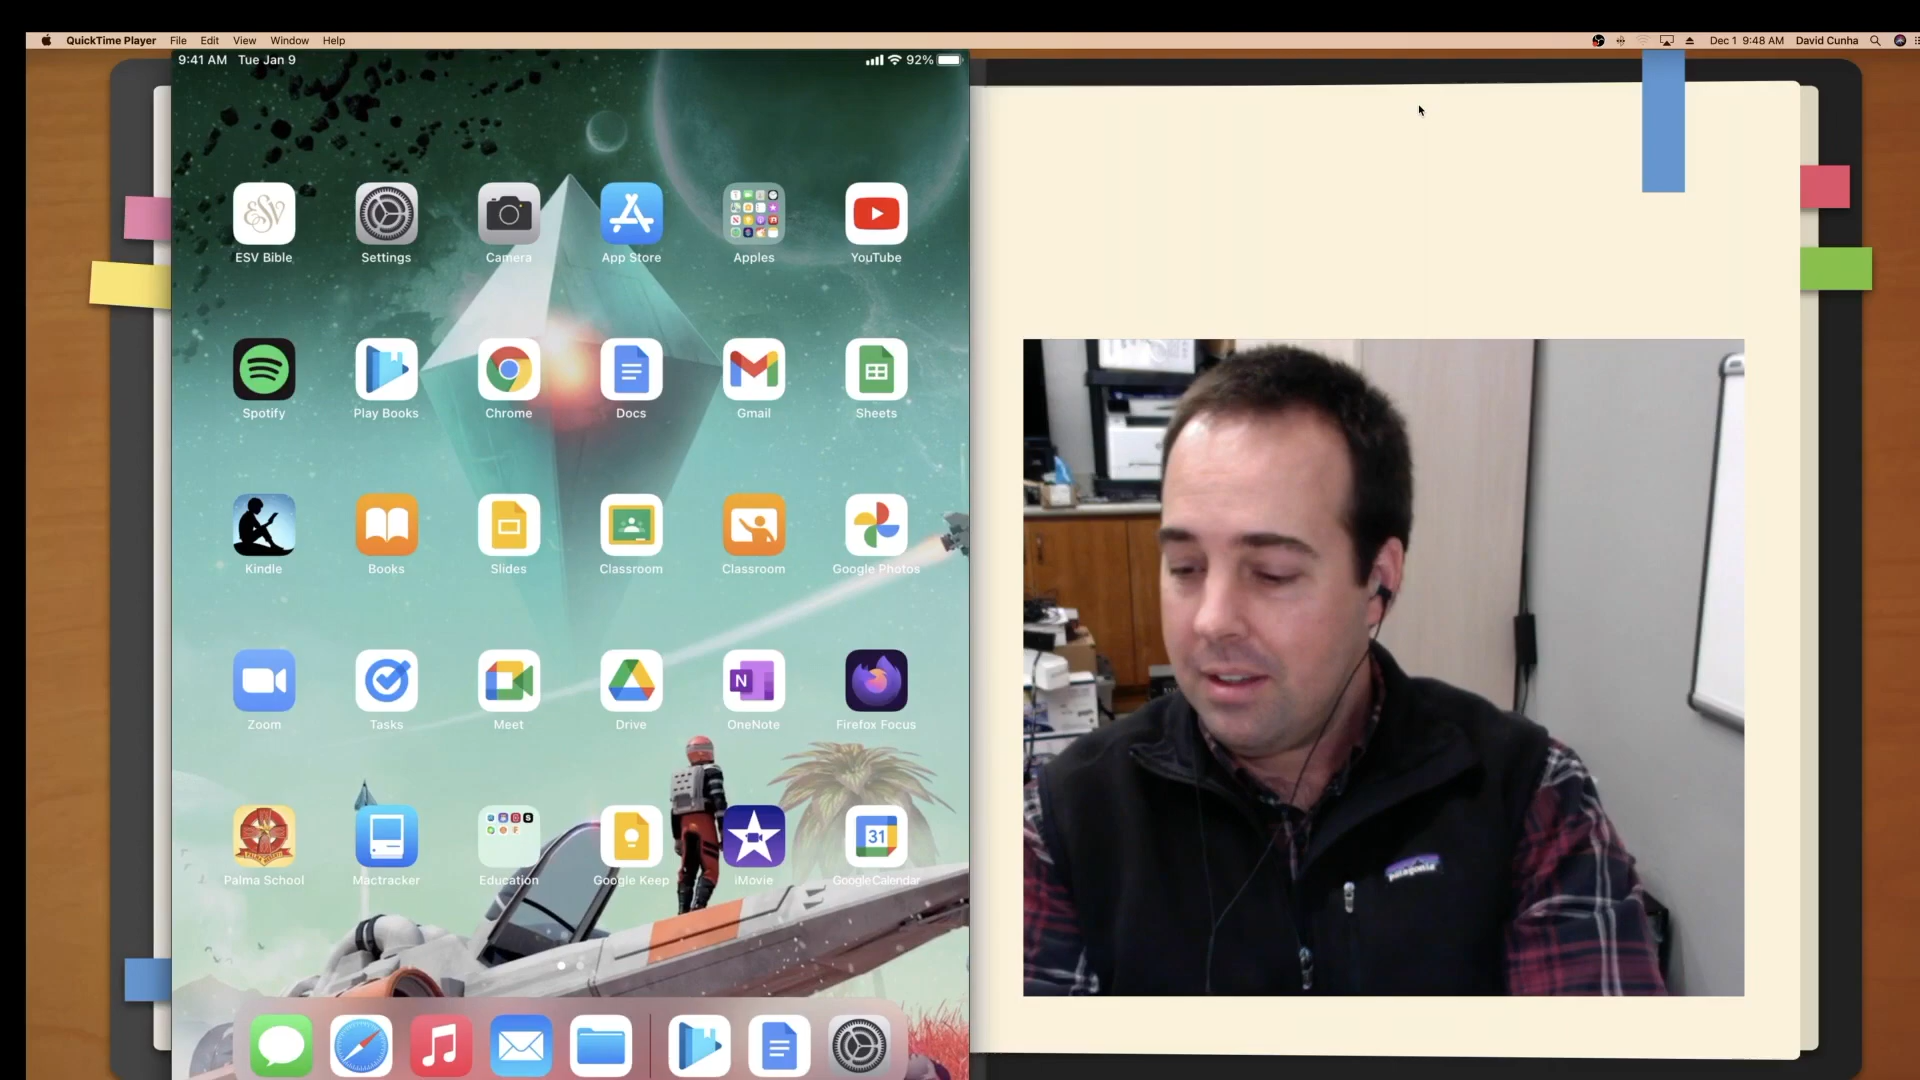 QuickTime Player File Edit View Window Help Dec 1 9:48 AM David Cunha
9:41 AM Tue Jan 9 92%
ESV
ESV Bible Settings Camera App Store Apples YouTube
Spotify Play Books Chrome Docs Gmail Sheets
Kindle Books Slides Classroom Classroom Google Photos
N
Zoom Tasks Meet Drive OneNote Firefox Focus
31
Palma School Mactracker Education Google Keep iMovie Google Calendar
patagonia